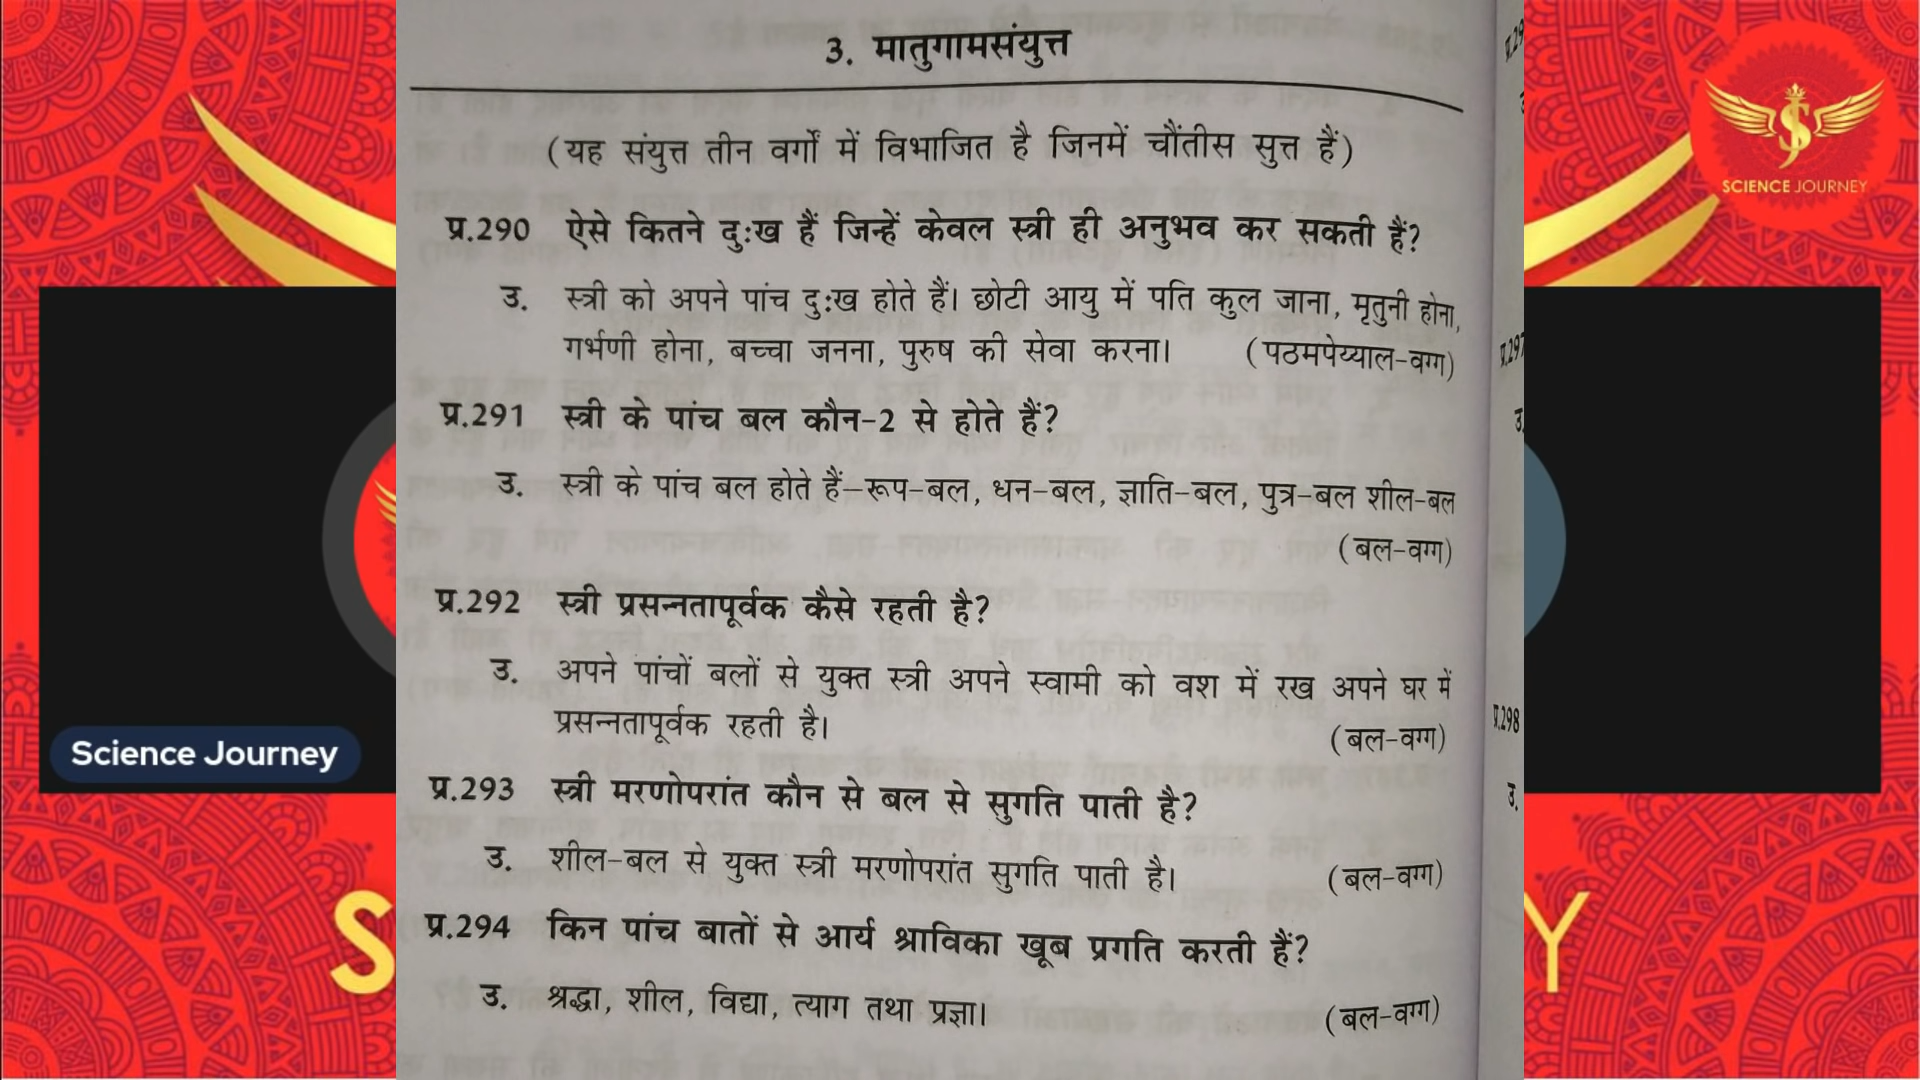 3. मातुगामसंयुत्त
(यह संयुत्त तीन वर्गों में विभाजित है जिनमें चौंतीस सुत्त हैं)
प्र.290 ऐसे कितने दुःख हैं जिन्हें केवल स्त्री ही अनुभव कर सकती हैं?
उ. स्त्री को अपने पांच दुःख होते हैं। छोटी आयु में पति कुल जाना, मृतुनी होना,
गर्भणी होना, बच्चा जनना, पुरुष की सेवा करना। (पठमपेय्याल-वग्ग)
प्र.291 स्त्री के पांच बल कौन-2 से होते हैं?
उ. स्त्री के पांच बल होते हैं–रूप-बल, धन-बल, ज्ञाति-बल, पुत्र-बल शील-बल
(बल-वग्ग)
प्र.292 स्त्री प्रसन्नतापूर्वक कैसे रहती है?
उ. अपने पांचों बलों से युक्त स्त्री अपने स्वामी को वश में रख अपने घर में
प्रसन्नतापूर्वक रहती है। (बल-वग्ग)
प्र.293 स्त्री मरणोपरांत कौन से बल से सुगति पाती है?
उ. शील-बल से युक्त स्त्री मरणोपरांत सुगति पाती है। (बल-वग्ग)
प्र.294 किन पांच बातों से आर्य श्राविका खूब प्रगति करती हैं?
उ. श्रद्धा, शील, विद्या, त्याग तथा प्रज्ञा। (बल-वग्ग)
प्र.297
प्र.298
उ.
SCIENCE JOURNEY
Science Journey
S
Y